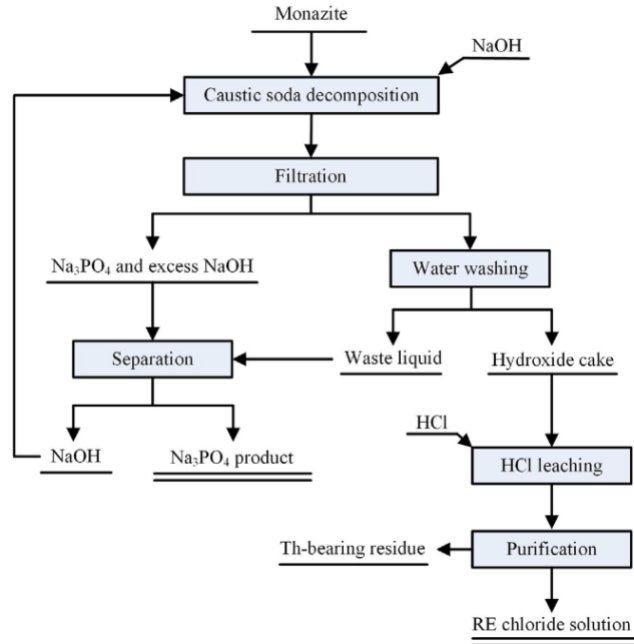 Monazite
NaOH
Caustic soda decomposition
Filtration
Na₃PO₄ and excess NaOH
Water washing
Separation
Waste liquid
Hydroxide cake
HCl
NaOH
Na₃PO₄ product
HCl leaching
Th-bearing residue
Purification
RE chloride solution